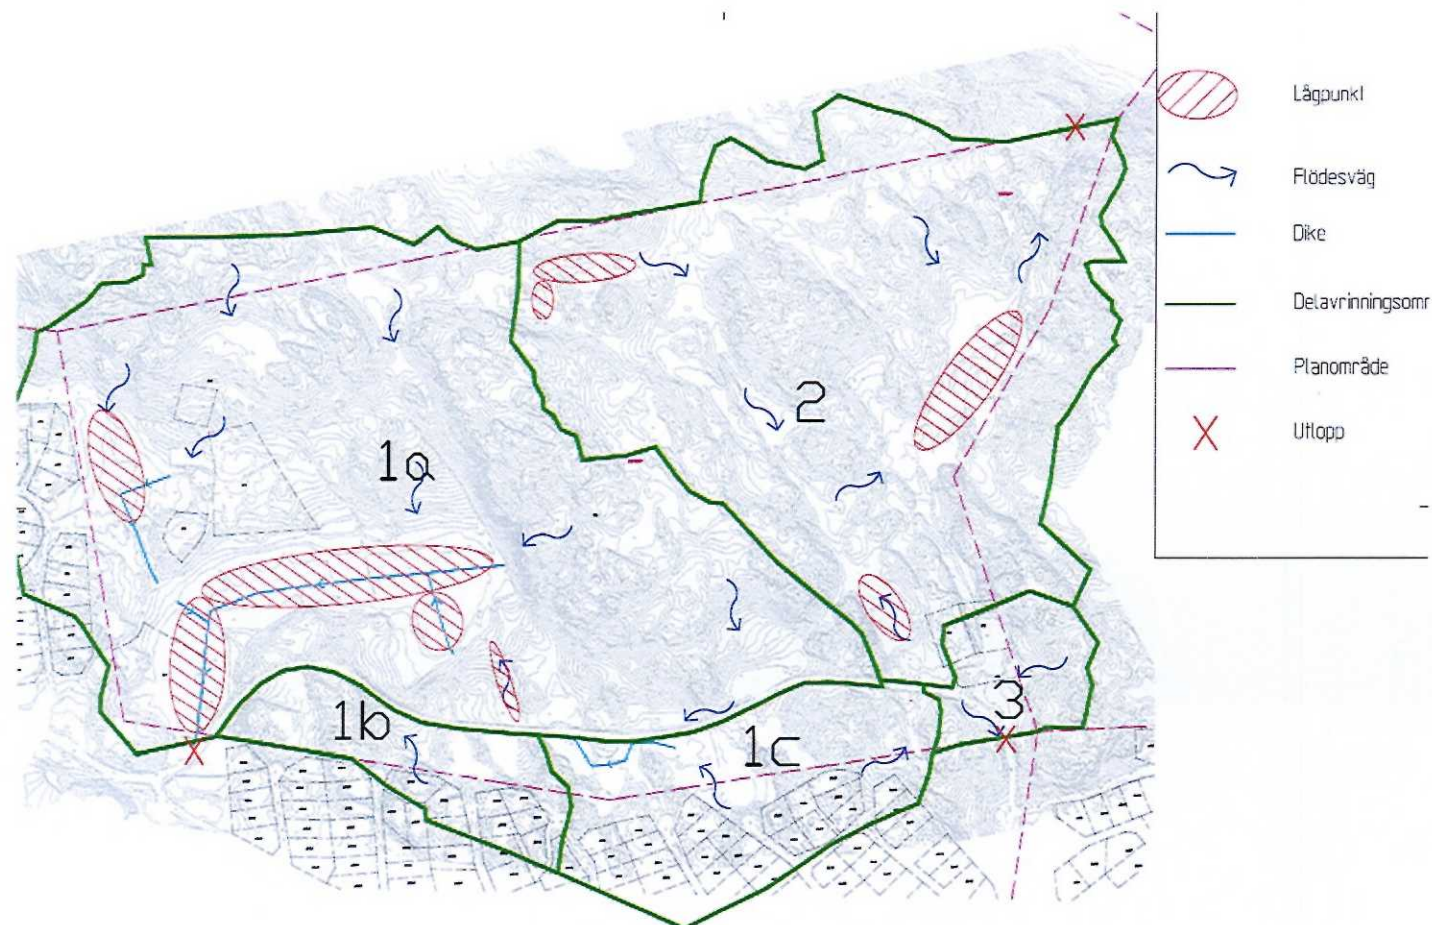 Lågpunkt
Flödesväg
Dike
Delavrinningsomr
Planområde
Utlopp
2
1a
3
1b
1c